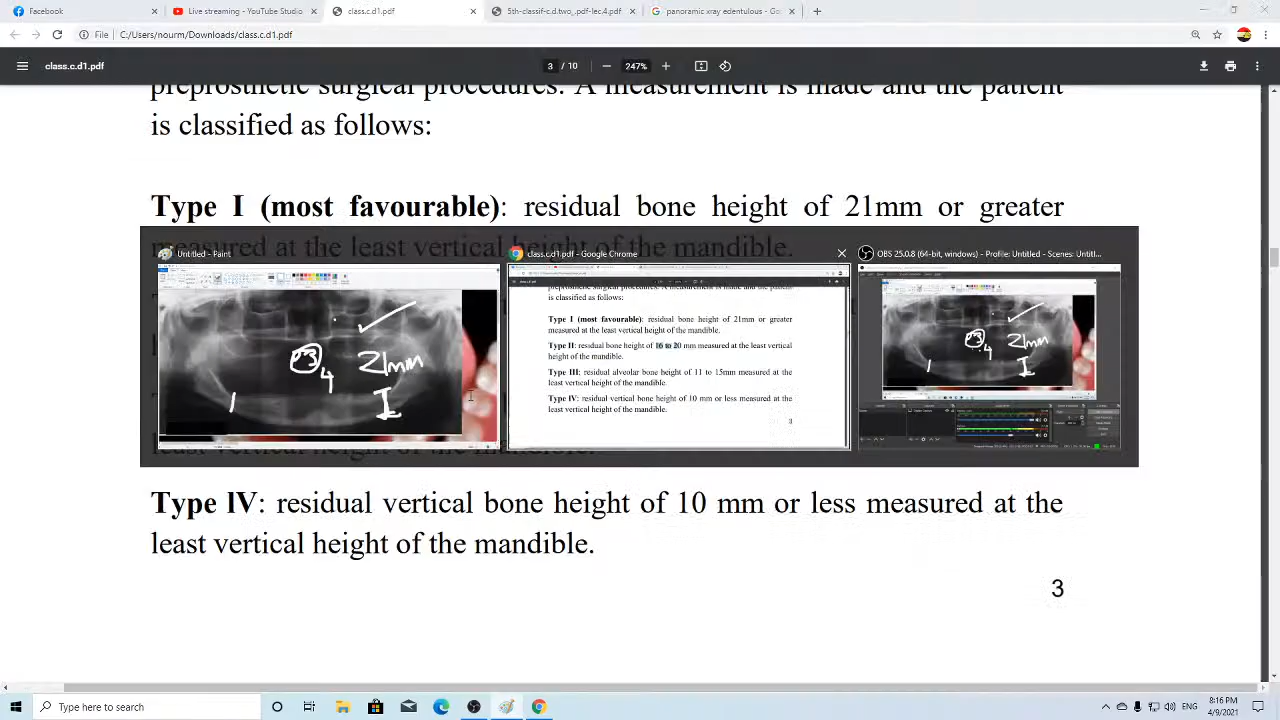 Facebook
Live streaming - YouTube Studio
class.c.d1.pdf
5th-classif-c.d.two_.pdf-lec.4.pdf
panoramic xray edentulous - Go
File | C:/Users/nourm/Downloads/class.c.d1.pdf
class.c.d1.pdf
3 / 10
247%
preprosthetic surgical procedures. A measurement is made and the patient
is classified as follows:
Type I (most favourable): residual bone height of 21mm or greater
measured at the least vertical height of the mandible.
Untitled - Paint
class.c.d1.pdf - Google Chrome
OBS 25.0.8 (64-bit, windows) - Profile: Untitled - Scenes: Untitl...
03
4
21mm
I
is classified as follows:
Type I (most favourable): residual bone height of 21mm or greater
measured at the least vertical height of the mandible.
Type II: residual bone height of 16 to 20 mm measured at the least vertical
height of the mandible.
Type III: residual alveolar bone height of 11 to 15mm measured at the
least vertical height of the mandible.
Type IV: residual vertical bone height of 10 mm or less measured at the
least vertical height of the mandible.
3
03
4
21mm
I
Type lV: residual vertical bone height of 10 mm or less measured at the
least vertical height of the mandible.
3
Type here to search
ENG
8:16 PM
4/9/2021